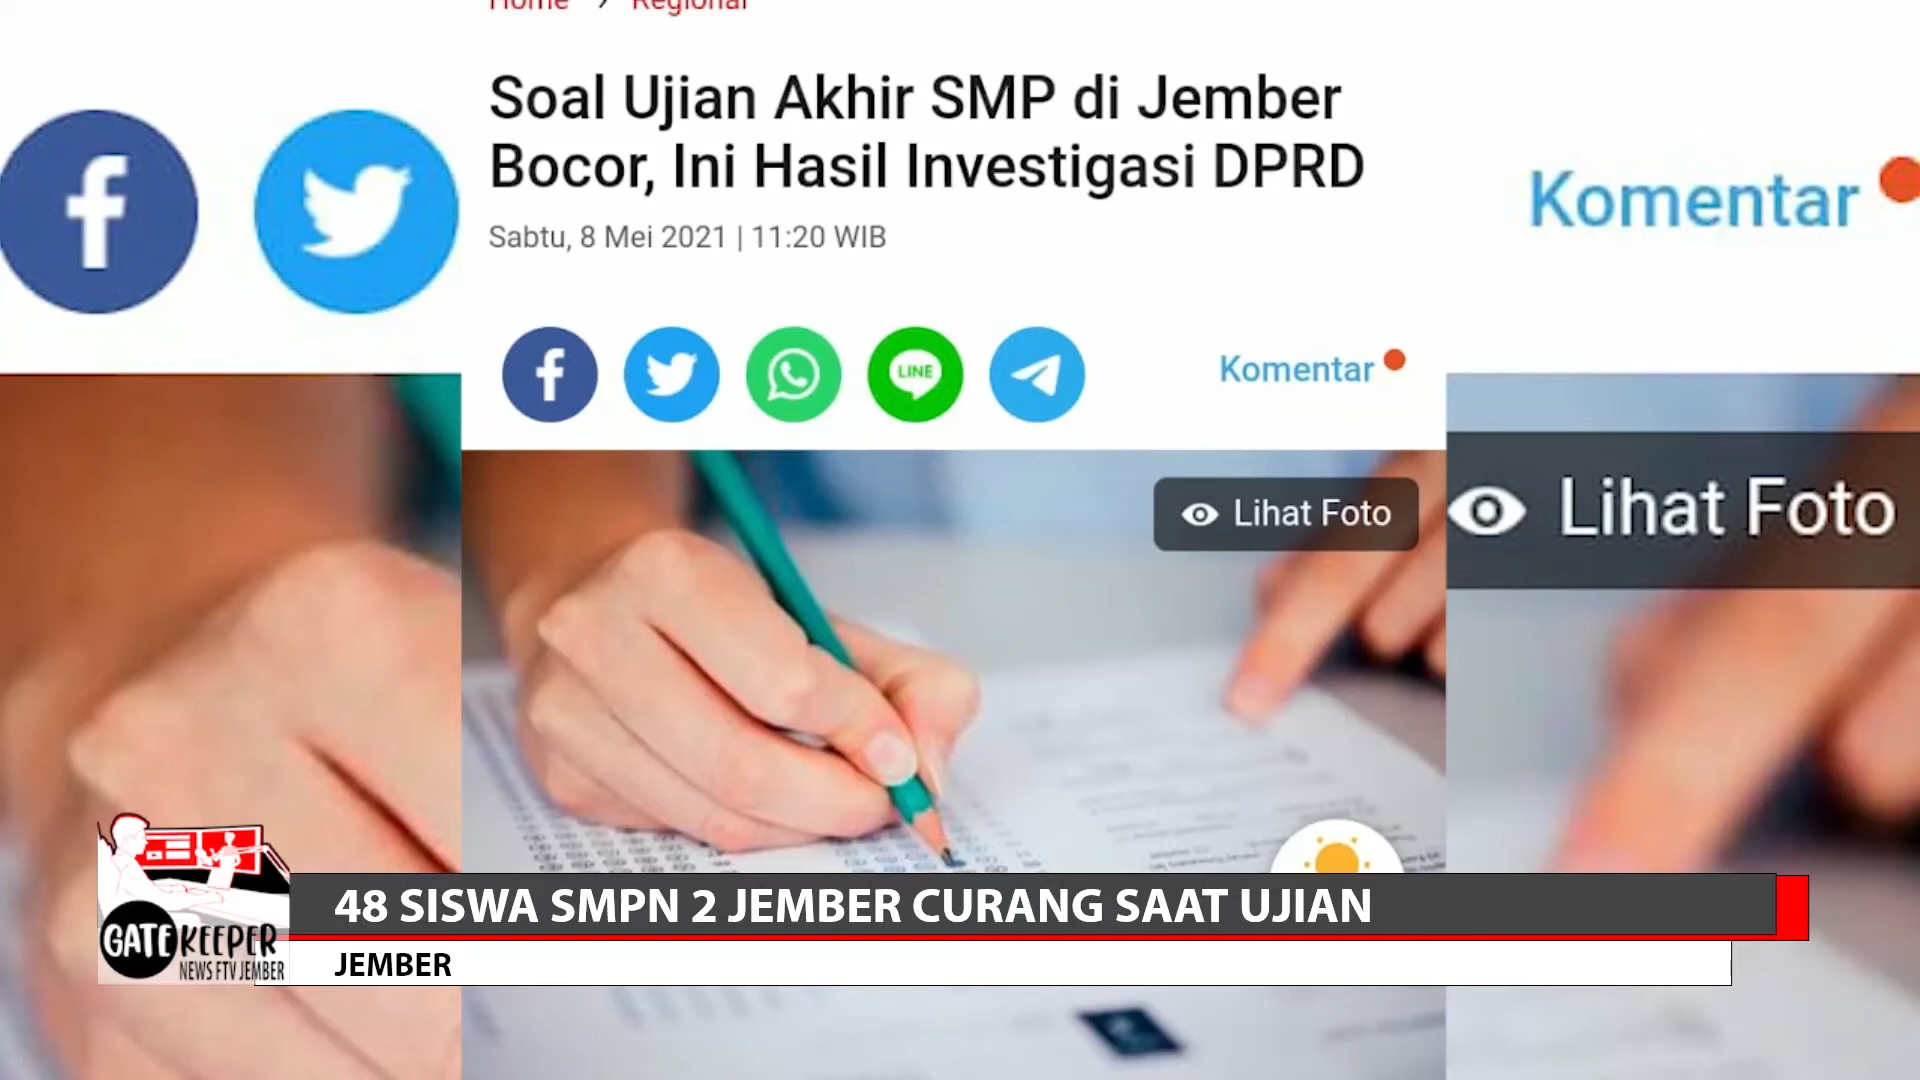 Home > Regional
Soal Ujian Akhir SMP di Jember
Bocor, Ini Hasil Investigasi DPRD
Sabtu, 8 Mei 2021 | 11:20 WIB
Komentar
LINE
Komentar
Lihat Foto
Lihat Foto
48 SISWA SMPN 2 JEMBER CURANG SAAT UJIAN
JEMBER
GATEKEEPER
NEWS FTV JEMBER